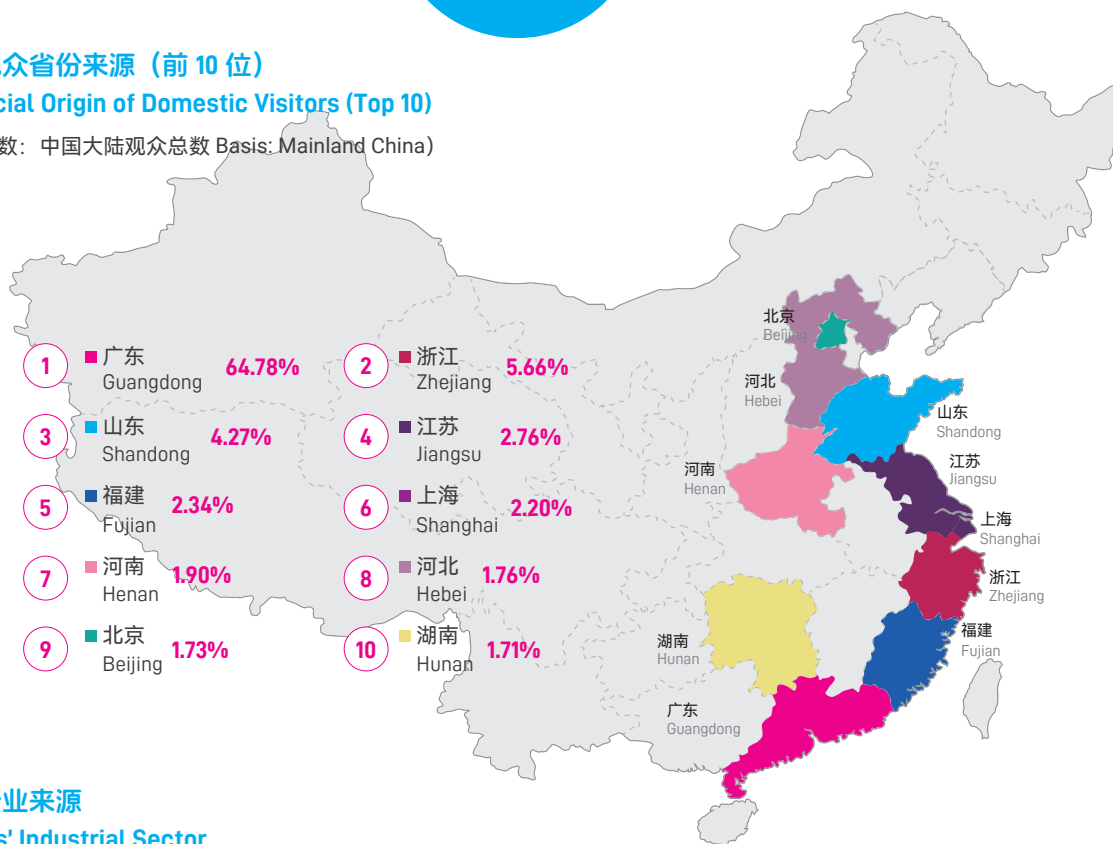 众省份来源（前 10 位）
cial Origin of Domestic Visitors (Top 10)
数：中国大陆观众总数 Basis: Mainland China)
1 广东 Guangdong 64.78%
2 浙江 Zhejiang 5.66%
3 山东 Shandong 4.27%
4 江苏 Jiangsu 2.76%
5 福建 Fujian 2.34%
6 上海 Shanghai 2.20%
7 河南 Henan 1.90%
8 河北 Hebei 1.76%
9 北京 Beijing 1.73%
10 湖南 Hunan 1.71%
北京
Beijing
河北
Hebei
山东
Shandong
江苏
Jiangsu
河南
Henan
上海
Shanghai
浙江
Zhejiang
福建
Fujian
湖南
Hunan
广东
Guangdong
业来源
s' Industrial Sector